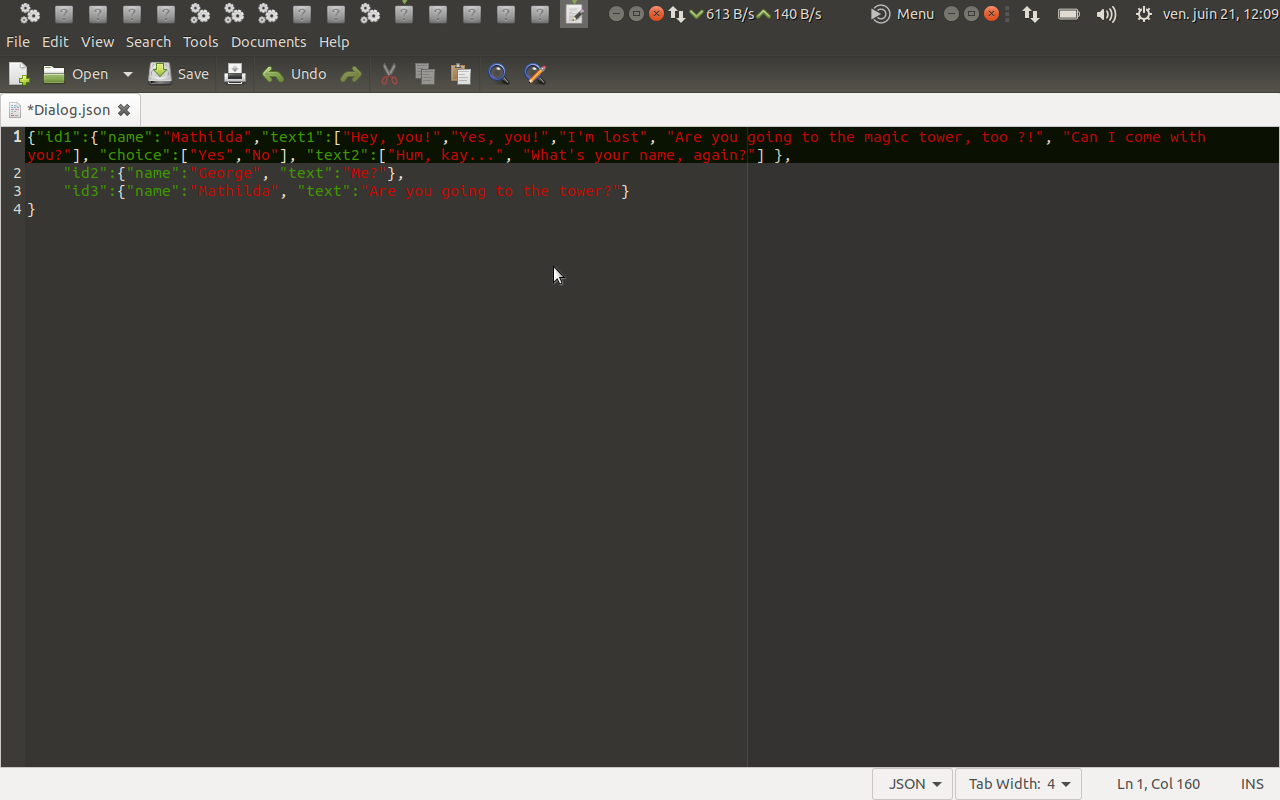 613 B/s 140 B/s Menu ven. juin 21, 12:09
File Edit View Search Tools Documents Help
Open Save Undo
*Dialog.json
1 {"id1":{"name":"Mathilda","text1":["Hey, you!","Yes, you!","I'm lost", "Are you going to the magic tower, too ?!", "Can I come with
you?"], "choice":["Yes","No"], "text2":["Hum, kay...", "What's your name, again?"] },
2 "id2":{"name":"George", "text":"Me?"},
3 "id3":{"name":"Mathilda", "text":"Are you going to the tower?"}
4 }
JSON Tab Width: 4 Ln 1, Col 160 INS